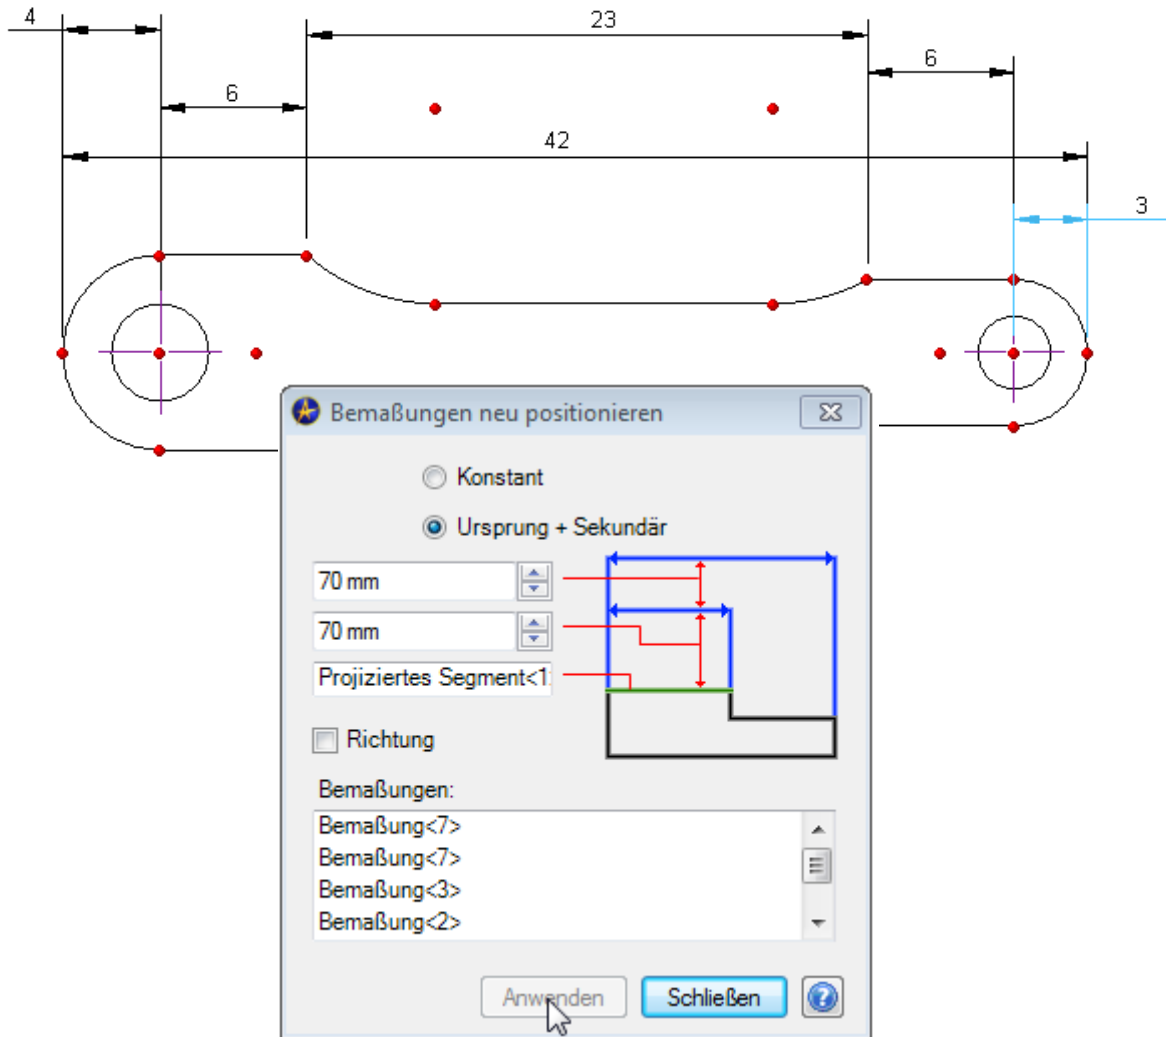 4
23
6
6
42
3
Bemaßungen neu positionieren
Konstant
Ursprung + Sekundär
70 mm
70 mm
Projiziertes Segment<1
Richtung
Bemaßungen:
Bemaßung<7>
Bemaßung<7>
Bemaßung<3>
Bemaßung<2>
Anwenden
Schließen
?